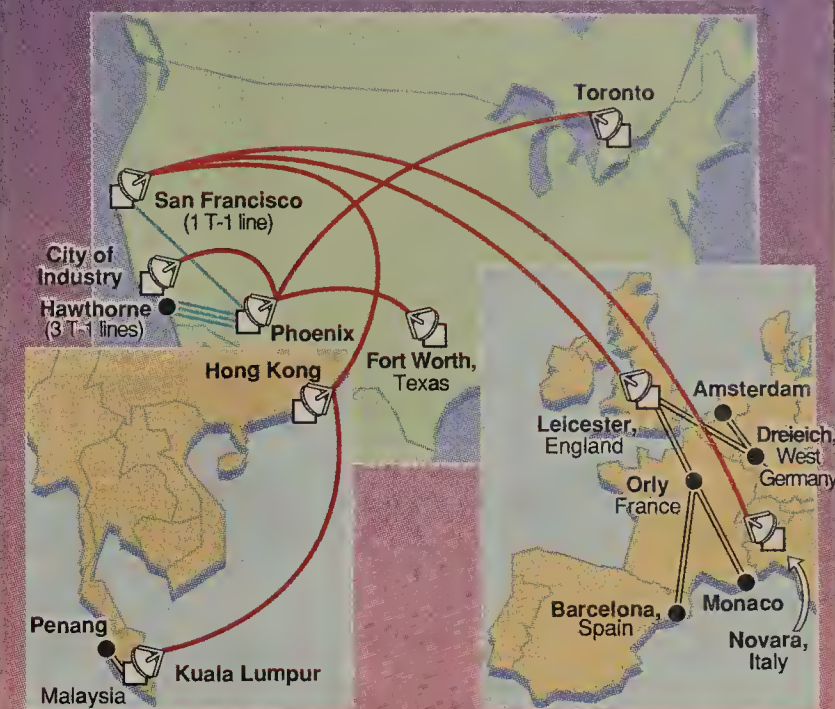 Toronto
San Francisco
(1 T-1 line)
City of
Industry
Hawthorne
(3 T-1 lines)
Phoenix
Fort Worth,
Texas
Hong Kong
Penang
Malaysia
Kuala Lumpur
Leicester,
England
Amsterdam
Dreieich,
West
Germany
Orly
France
Barcelona,
Spain
Monaco
Novara,
Italy